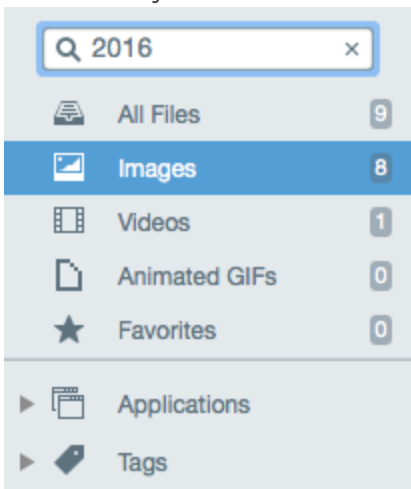 2016 ×
All Files 9
Images 8
Videos 1
Animated GIFs 0
Favorites 0
Applications
Tags